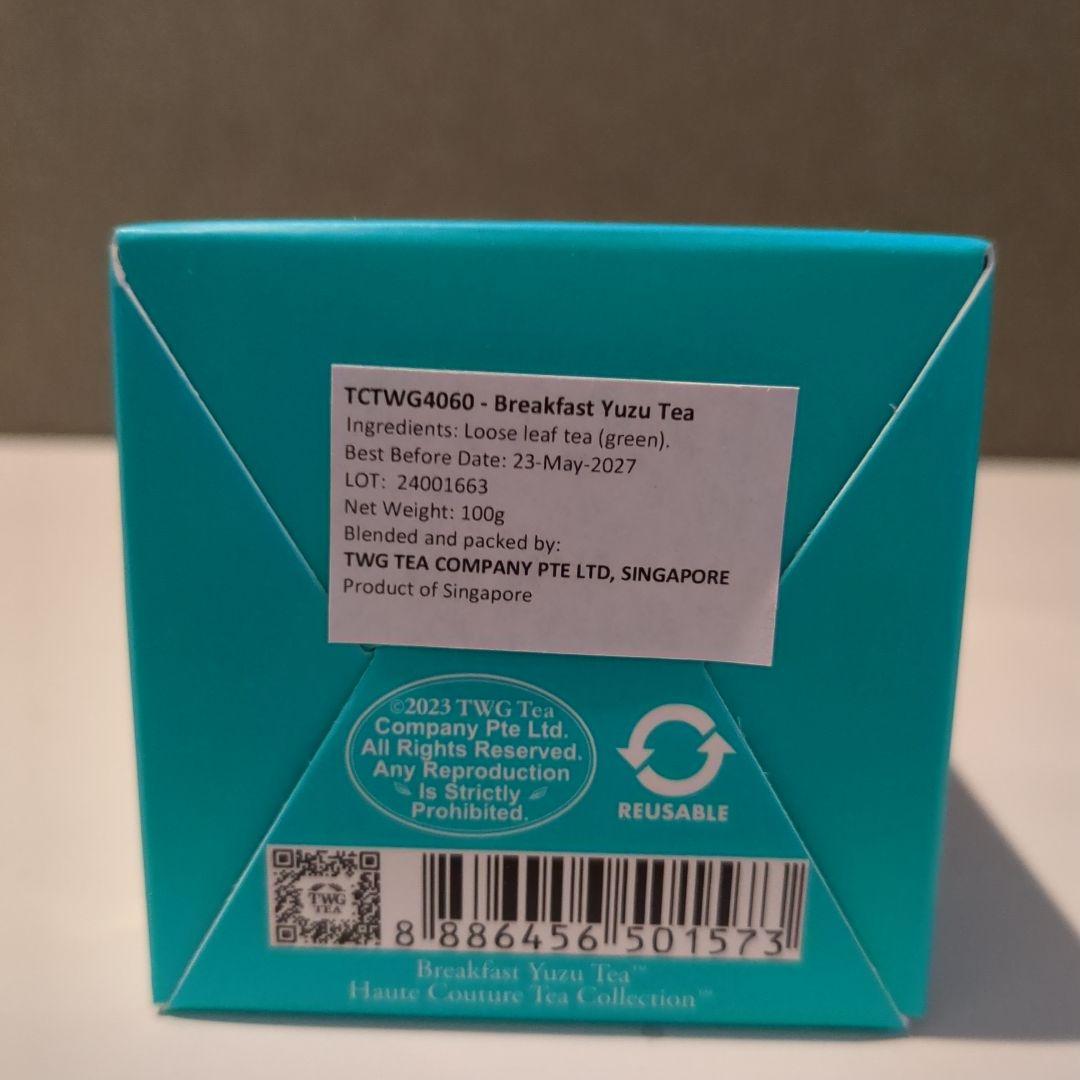 TCTWG4060 - Breakfast Yuzu Tea
Ingredients: Loose leaf tea (green).
Best Before Date: 23-May-2027
LOT: 24001663
Net Weight: 100g
Blended and packed by:
TWG TEA COMPANY PTE LTD, SINGAPORE
Product of Singapore
©2023 TWG Tea
Company Pte Ltd.
All Rights Reserved.
Any Reproduction
Is Strictly
Prohibited.
REUSABLE
TWG
TEA
8 886456 501573
Breakfast Yuzu Tea™
Haute Couture Tea Collection™